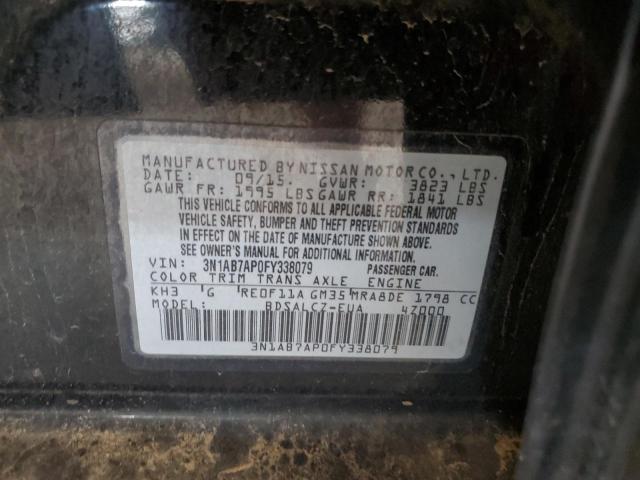 MANUFACTURED BY NISSAN MOTOR CO., LTD.
DATE: 09/15. GVWR: 3823 LBS
GAWR FR: 1995 LBS GAWR RR: 1841 LBS
THIS VEHICLE CONFORMS TO ALL APPLICABLE FEDERAL MOTOR
VEHICLE SAFETY, BUMPER AND THEFT PREVENTION STANDARDS
IN EFFECT ON THE DATE OF MANUFACTURE SHOWN ABOVE.
SEE OWNER'S MANUAL FOR ADDITIONAL INFORMATION.
VIN: 3N1AB7AP0FY338079 PASSENGER CAR.
COLOR TRIM TRANS AXLE ENGINE
KH3 G RE0F11A GM35 MRA8DE 1798 CC
MODEL: BDSALCZ-EUA 4Z000
3N1AB7AP0FY338079